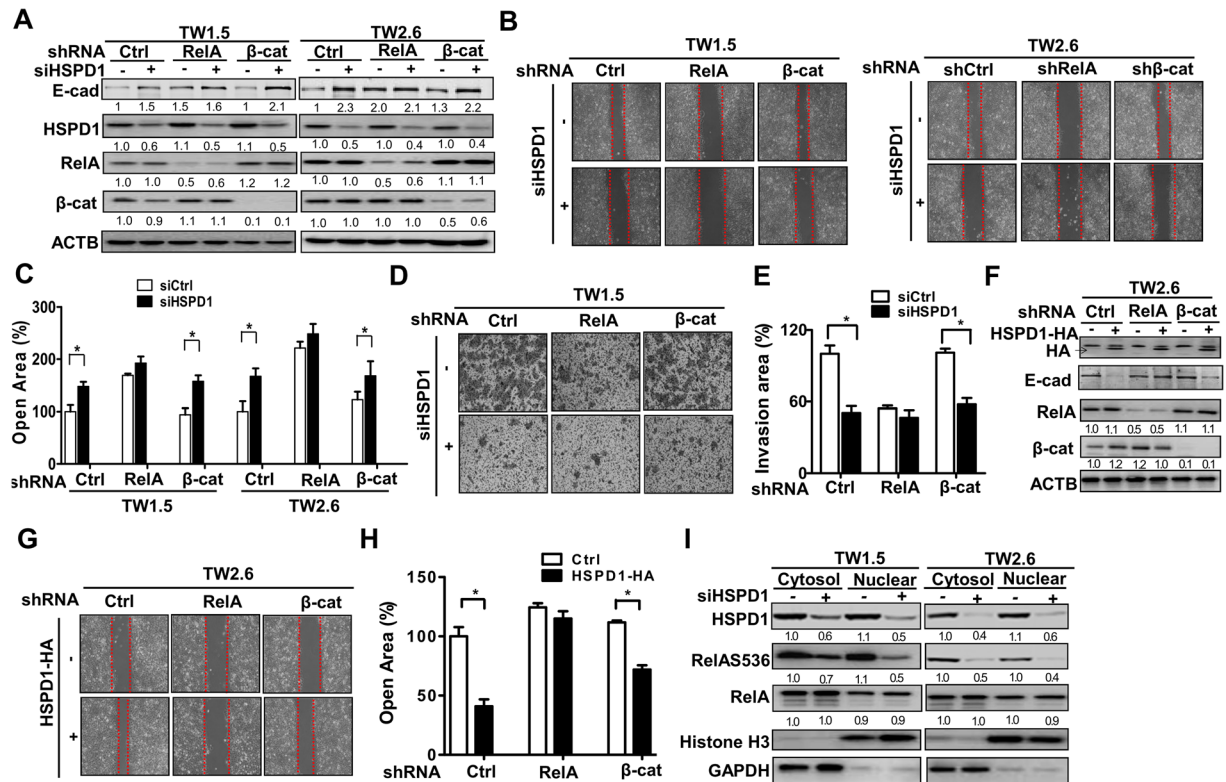 A
TW1.5 TW2.6
shRNA Ctrl RelA β-cat Ctrl RelA β-cat
siHSPD1 - + - + - + - + - + - +
E-cad
1 1.5 1.5 1.6 1 2.1 1 2.3 2.0 2.1 1.3 2.2
HSPD1
1.0 0.6 1.1 0.5 1.1 0.5 1.0 0.5 1.0 0.4 1.0 0.4
RelA
1.0 1.0 0.5 0.6 1.2 1.2 1.0 1.0 0.5 0.6 1.1 1.1
β-cat
1.0 0.9 1.1 1.1 0.1 0.1 1.0 1.0 1.0 1.0 0.5 0.6
ACTB
B
TW1.5
shRNA Ctrl RelA β-cat
siHSPD1
-
+
TW2.6
shRNA shCtrl shRelA shβ-cat
siHSPD1
-
+
C
siCtrl
siHSPD1
Open Area (%)
300
200
100
0
* * * *
shRNA Ctrl RelA β-cat Ctrl RelA β-cat
TW1.5 TW2.6
D
TW1.5
shRNA Ctrl RelA β-cat
siHSPD1
-
+
E
siCtrl
siHSPD1
Invasion area (%)
120
60
0
* *
shRNA Ctrl RelA β-cat
F
TW2.6
shRNA Ctrl RelA β-cat
HSPD1-HA - + - + - +
HA
E-cad
RelA
1.0 1.1 0.5 0.5 1.1 1.1
β-cat
1.0 1.2 1.2 1.0 0.1 0.1
ACTB
G
TW2.6
shRNA Ctrl RelA β-cat
HSPD1-HA
-
+
H
Ctrl
HSPD1-HA
Open Area (%)
150
100
50
0
* *
shRNA Ctrl RelA β-cat
I
TW1.5 TW2.6
Cytosol Nuclear Cytosol Nuclear
siHSPD1 - + - + - + - +
HSPD1
1.0 0.6 1.1 0.5 1.0 0.4 1.1 0.6
RelAS536
1.0 0.7 1.1 0.5 1.0 0.5 1.0 0.4
RelA
1.0 1.0 0.9 0.9 1.0 1.0 1.0 0.9
Histone H3
GAPDH